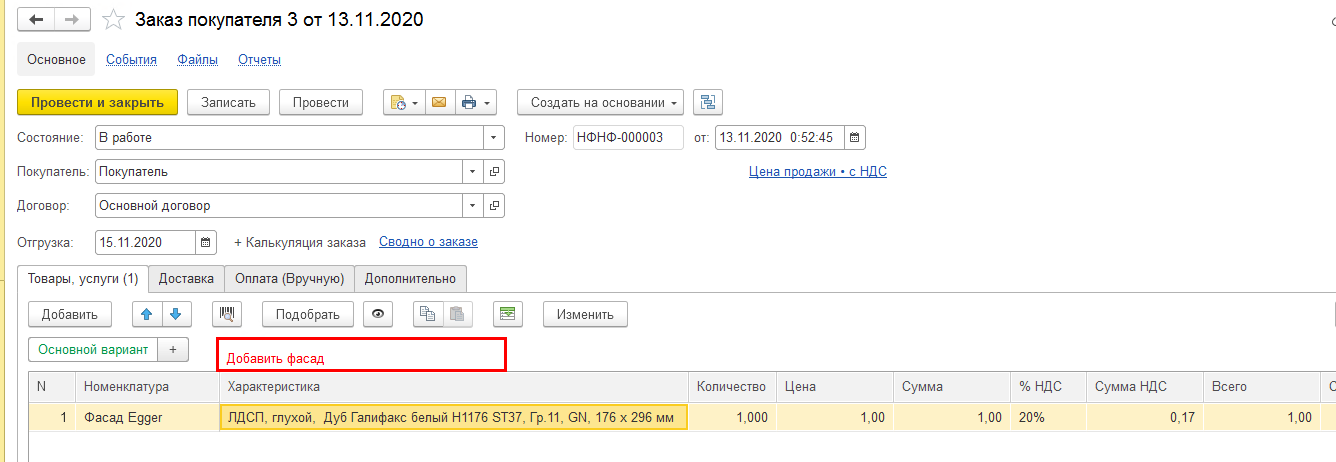 Заказ покупателя 3 от 13.11.2020
Основное События Файлы Отчеты
Провести и закрыть Записать Провести Создать на основании
Состояние: В работе Номер: НФНФ-000003 от: 13.11.2020 0:52:45
Покупатель: Покупатель Цена продажи • с НДС
Договор: Основной договор
Отгрузка: 15.11.2020 + Калькуляция заказа Сводно о заказе
Товары, услуги (1) Доставка Оплата (Вручную) Дополнительно
Добавить Подобрать Изменить
Основной вариант + Добавить фасад
N Номенклатура Характеристика Количество Цена Сумма % НДС Сумма НДС Всего
1 Фасад Egger ЛДСП, глухой, Дуб Галифакс белый H1176 ST37, Гр.11, GN, 176 x 296 мм 1,000 1,00 1,00 20% 0,17 1,00